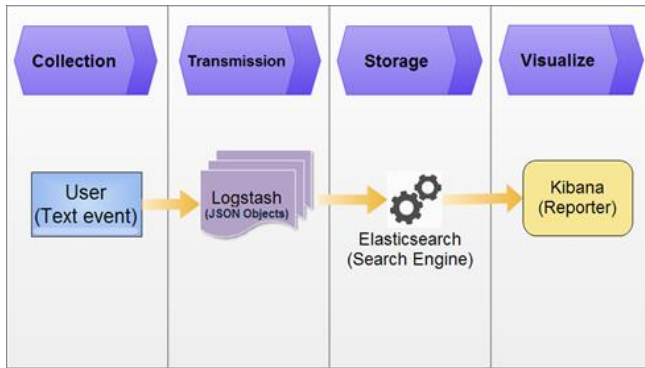 Collection
Transmission
Storage
Visualize
User
(Text event)
Logstash
(JSON Objects)
Elasticsearch
(Search Engine)
Kibana
(Reporter)